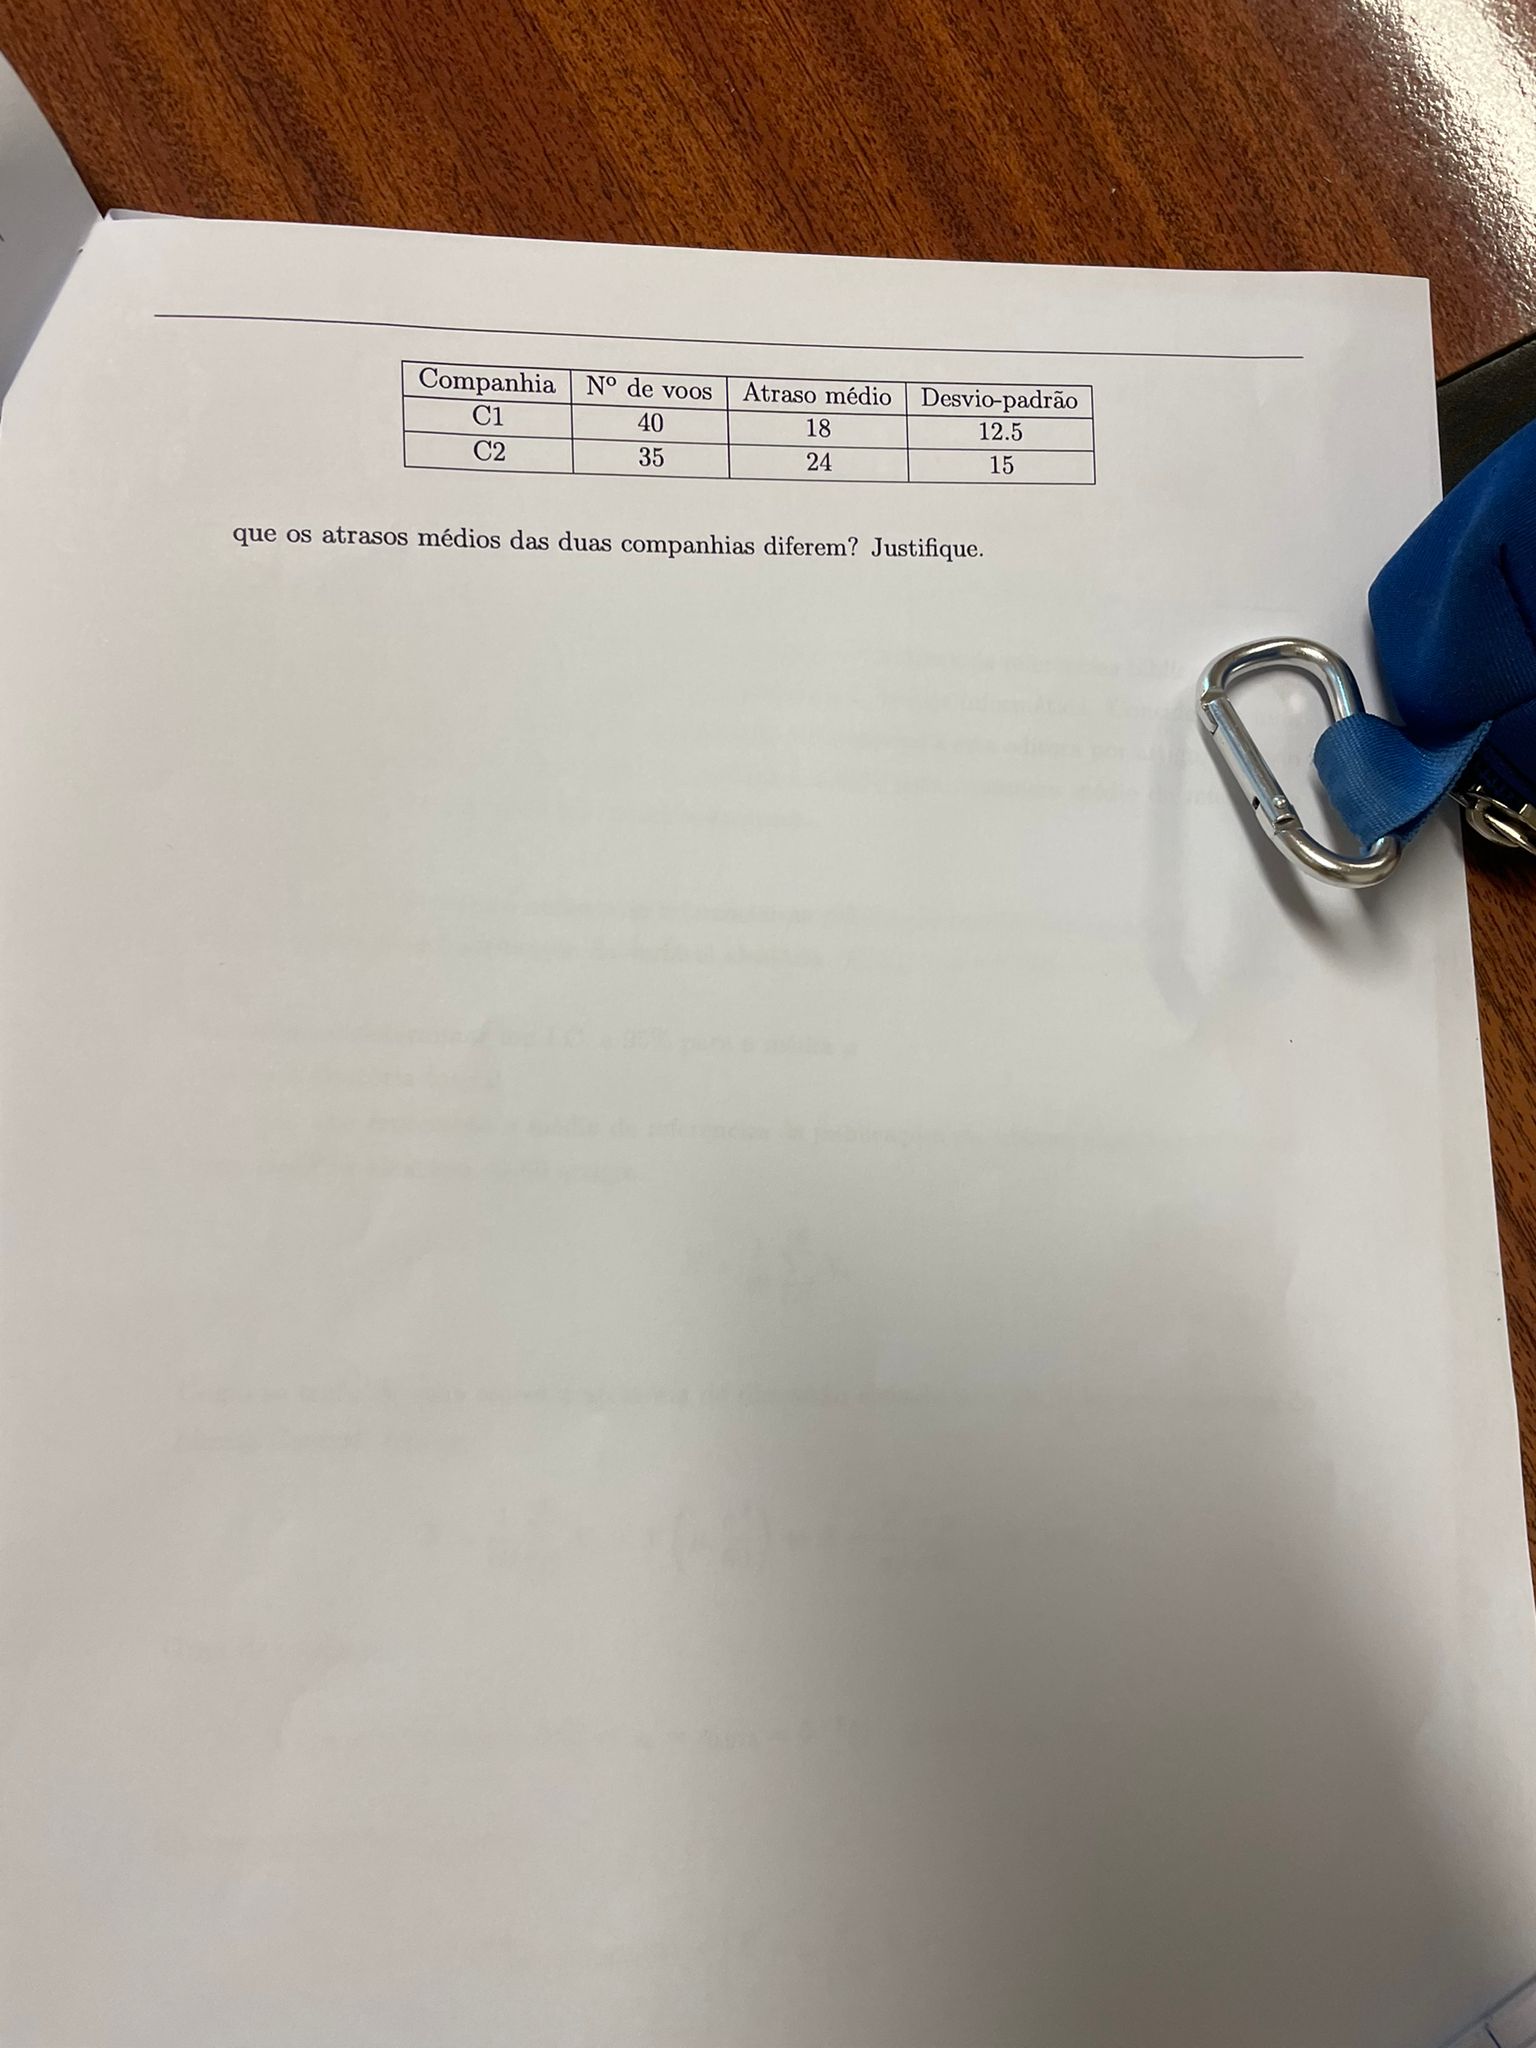 Companhia Nº de voos Atraso médio Desvio-padrão
C1 40 18 12.5
C2 35 24 15
que os atrasos médios das duas companhias diferem? Justifique.